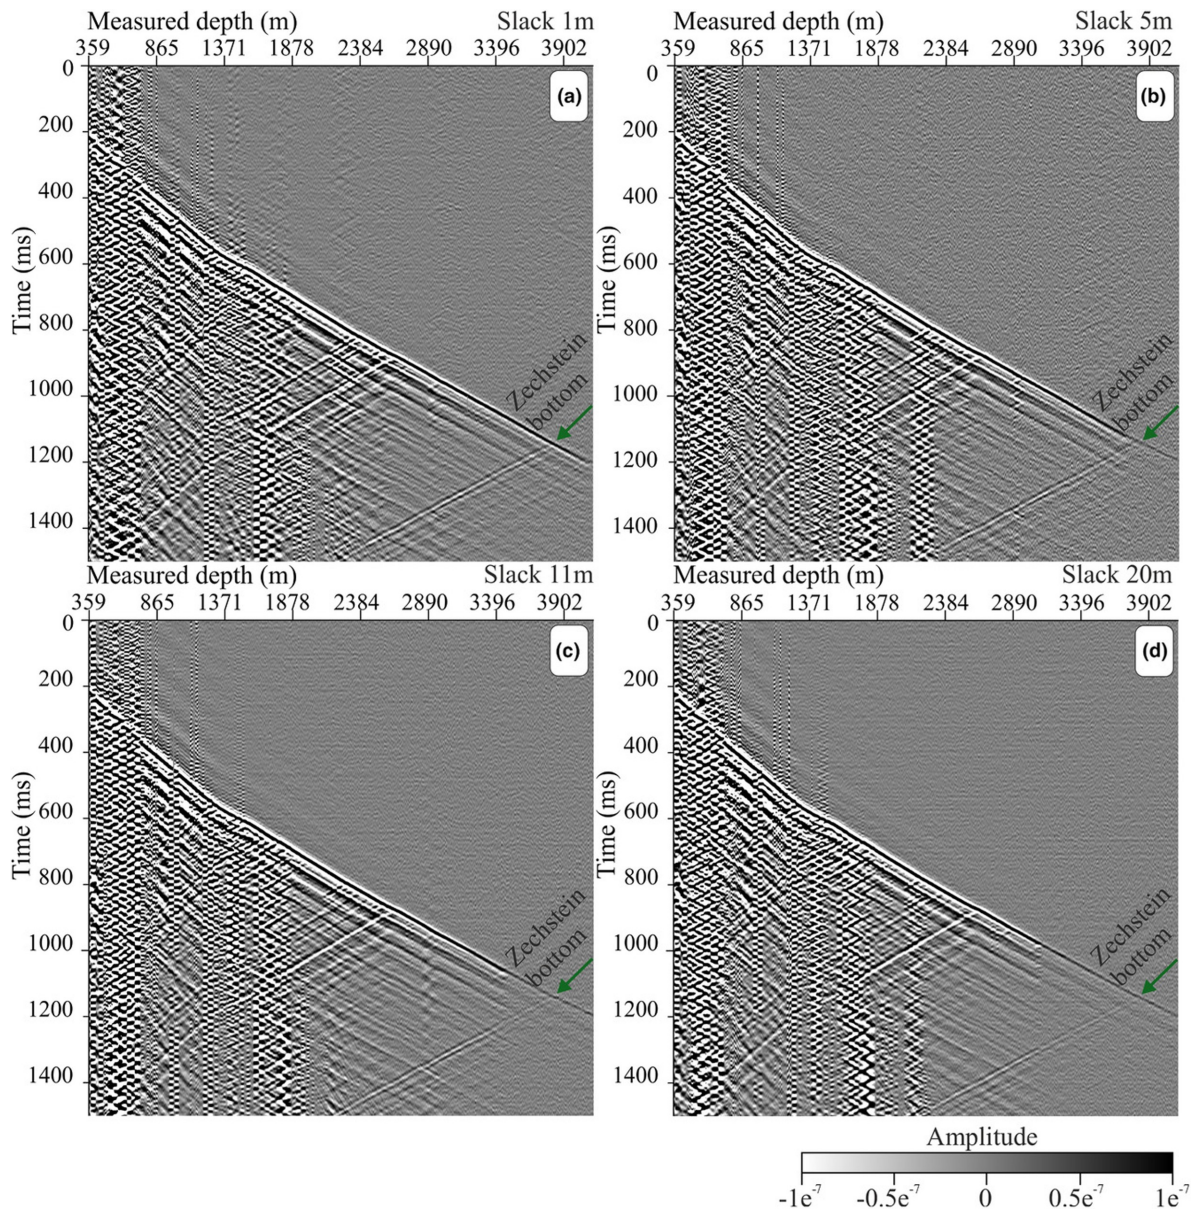 Measured depth (m) Slack 1m
359 865 1371 1878 2384 2890 3396 3902
0
200
400
600
800
1000
1200
1400
Time (ms)
(a)
Zechstein
bottom
Measured depth (m) Slack 5m
359 865 1371 1878 2384 2890 3396 3902
0
200
400
600
800
1000
1200
1400
Time (ms)
(b)
Zechstein
bottom
Measured depth (m) Slack 11m
359 865 1371 1878 2384 2890 3396 3902
0
200
400
600
800
1000
1200
1400
Time (ms)
(c)
Zechstein
bottom
Measured depth (m) Slack 20m
359 865 1371 1878 2384 2890 3396 3902
0
200
400
600
800
1000
1200
1400
Time (ms)
(d)
Zechstein
bottom
Amplitude
-1e⁻⁷ -0.5e⁻⁷ 0 0.5e⁻⁷ 1e⁻⁷